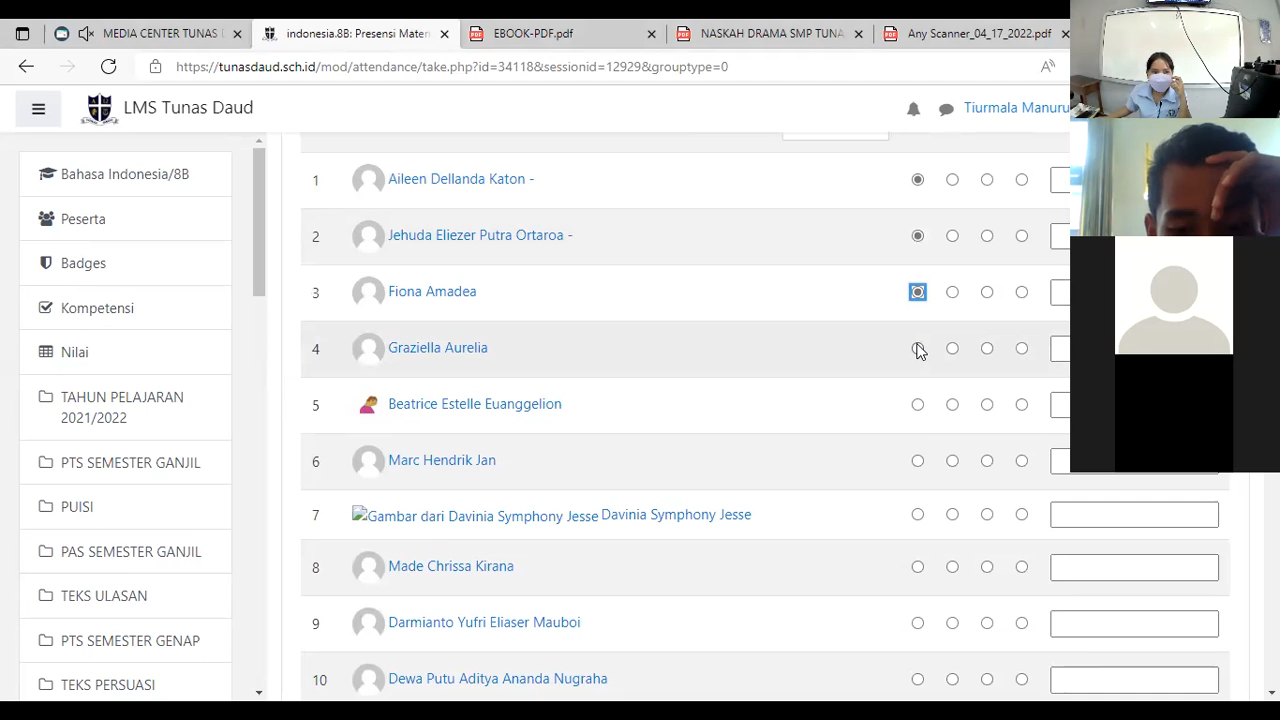 MEDIA CENTER TUNAS
indonesia.8B: Presensi Materi
EBOOK-PDF.pdf
NASKAH DRAMA SMP TUNA
Any Scanner_04_17_2022.pdf
https://tunasdaud.sch.id/mod/attendance/take.php?id=34118&sessionid=12929&grouptype=0
LMS Tunas Daud
Tiurmala Manuru
Bahasa Indonesia/8B
Peserta
Badges
Kompetensi
Nilai
TAHUN PELAJARAN
2021/2022
PTS SEMESTER GANJIL
PUISI
PAS SEMESTER GANJIL
TEKS ULASAN
PTS SEMESTER GENAP
TEKS PERSUASI
1 Aileen Dellanda Katon -
2 Jehuda Eliezer Putra Ortaroa -
3 Fiona Amadea
4 Graziella Aurelia
5 Beatrice Estelle Euanggelion
6 Marc Hendrik Jan
7 Gambar dari Davinia Symphony Jesse Davinia Symphony Jesse
8 Made Chrissa Kirana
9 Darmianto Yufri Eliaser Mauboi
10 Dewa Putu Aditya Ananda Nugraha